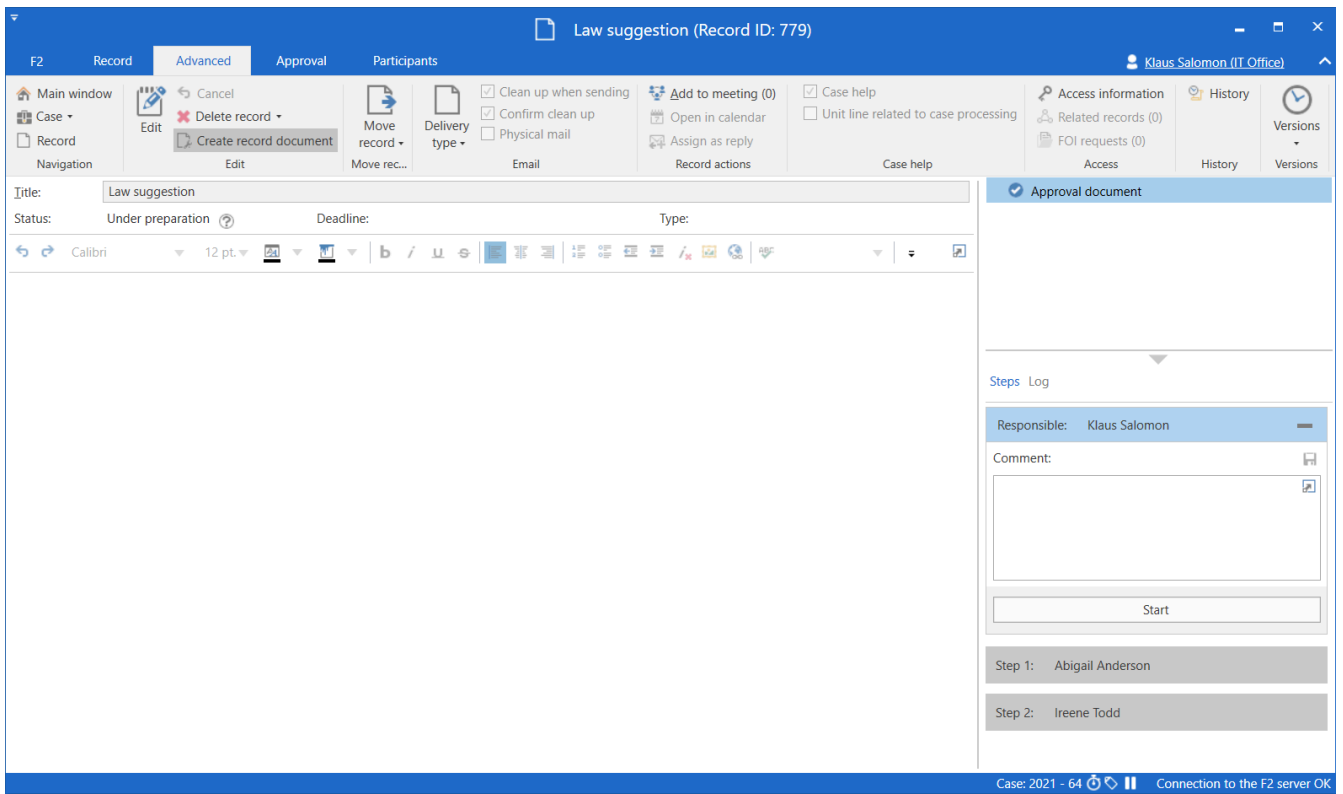 Law suggestion (Record ID: 779)
F2 Record Advanced Approval Participants Klaus Salomon (IT Office)
Main window
Case
Record
Navigation
Edit
Cancel
Delete record
Create record document
Edit
Move record
Move rec...
Delivery type
Clean up when sending
Confirm clean up
Physical mail
Email
Add to meeting (0)
Open in calendar
Assign as reply
Record actions
Case help
Unit line related to case processing
Case help
Access information
Related records (0)
FOI requests (0)
Access
History
History
Versions
Versions
Title: Law suggestion
Status: Under preparation ? Deadline: Type:
Calibri 12 pt. b i u s ABC
Approval document
Steps Log
Responsible: Klaus Salomon
Comment:
Start
Step 1: Abigail Anderson
Step 2: Ireene Todd
Case: 2021 - 64 Connection to the F2 server OK